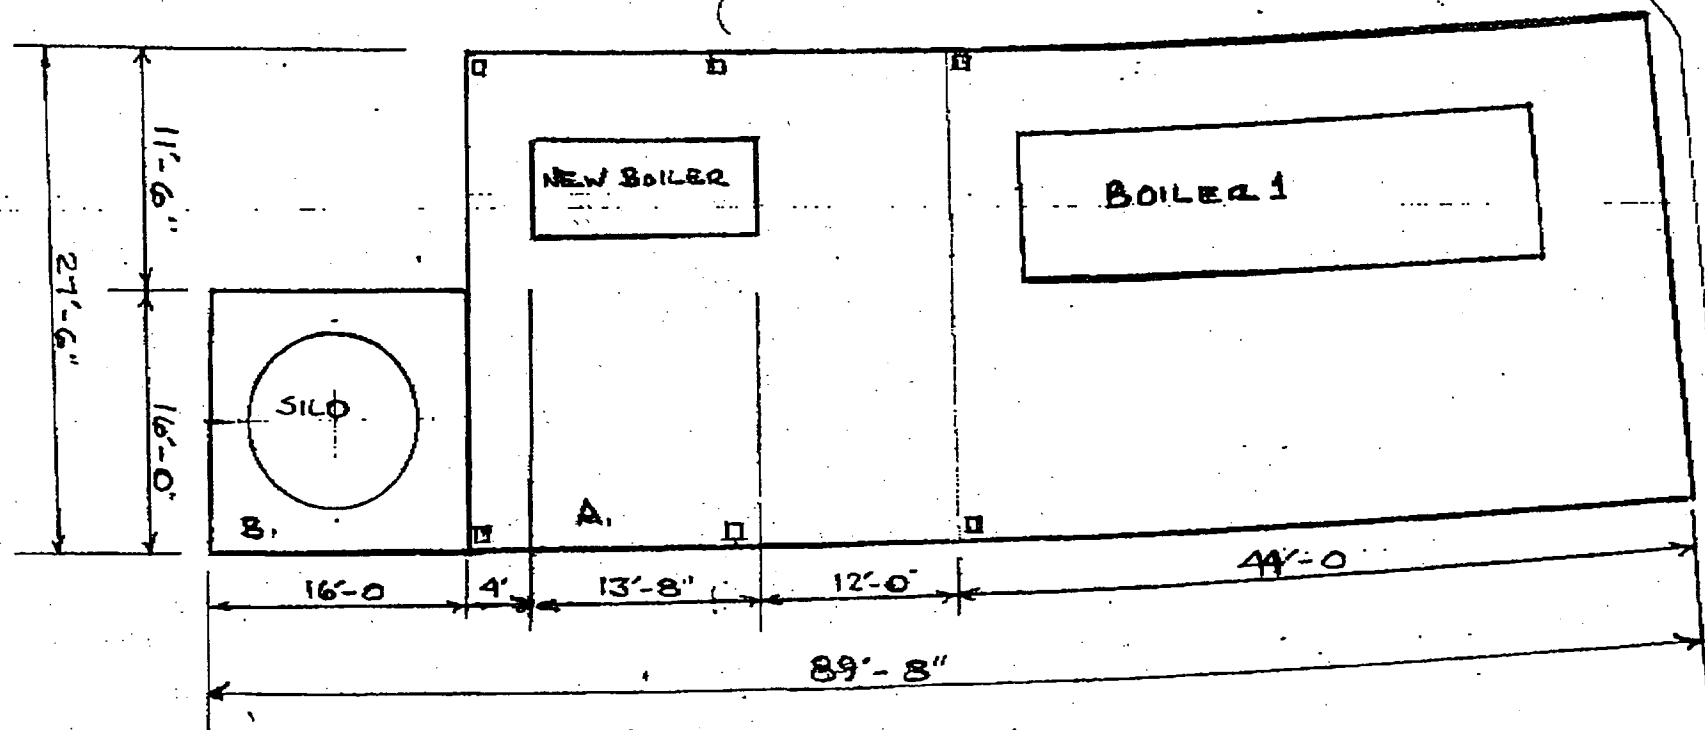 11'-6"
27'-6"
NEW BOILER
BOILER 1
SILO
16'-0"
B.
A.
16'-0
4'
13'-8"
12'-0"
44'-0
89'-8"